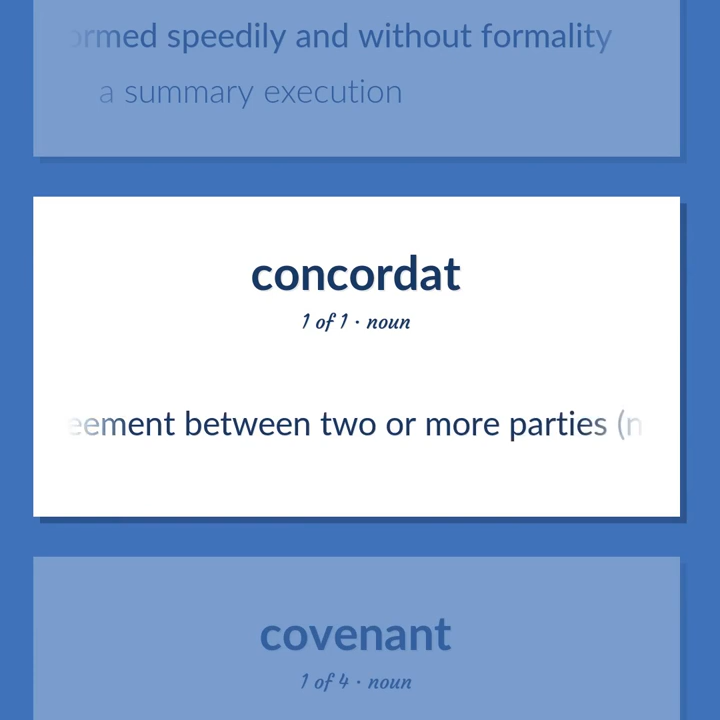 ormed speedily and without formality
a summary execution
concordat
1 of 1 · noun
eement between two or more parties (n
covenant
1 of 4 · noun